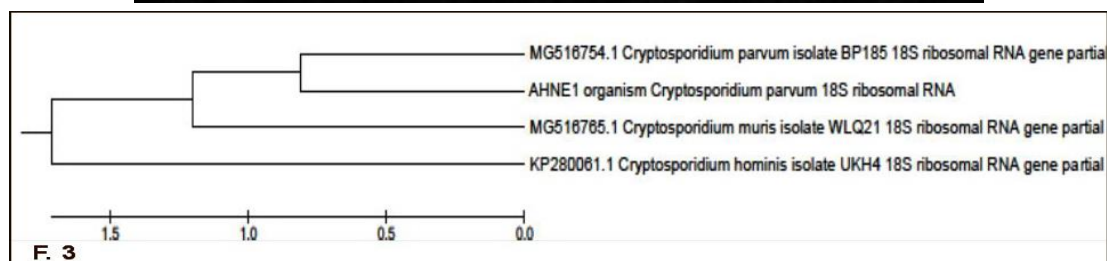 MG516754.1 Cryptosporidium parvum isolate BP185 18S ribosomal RNA gene partial
AHNE1 organism Cryptosporidium parvum 18S ribosomal RNA
MG516765.1 Cryptosporidium muris isolate WLQ21 18S ribosomal RNA gene partial
KP280061.1 Cryptosporidium hominis isolate UKH4 18S ribosomal RNA gene partial
1.5 1.0 0.5 0.0
F. 3